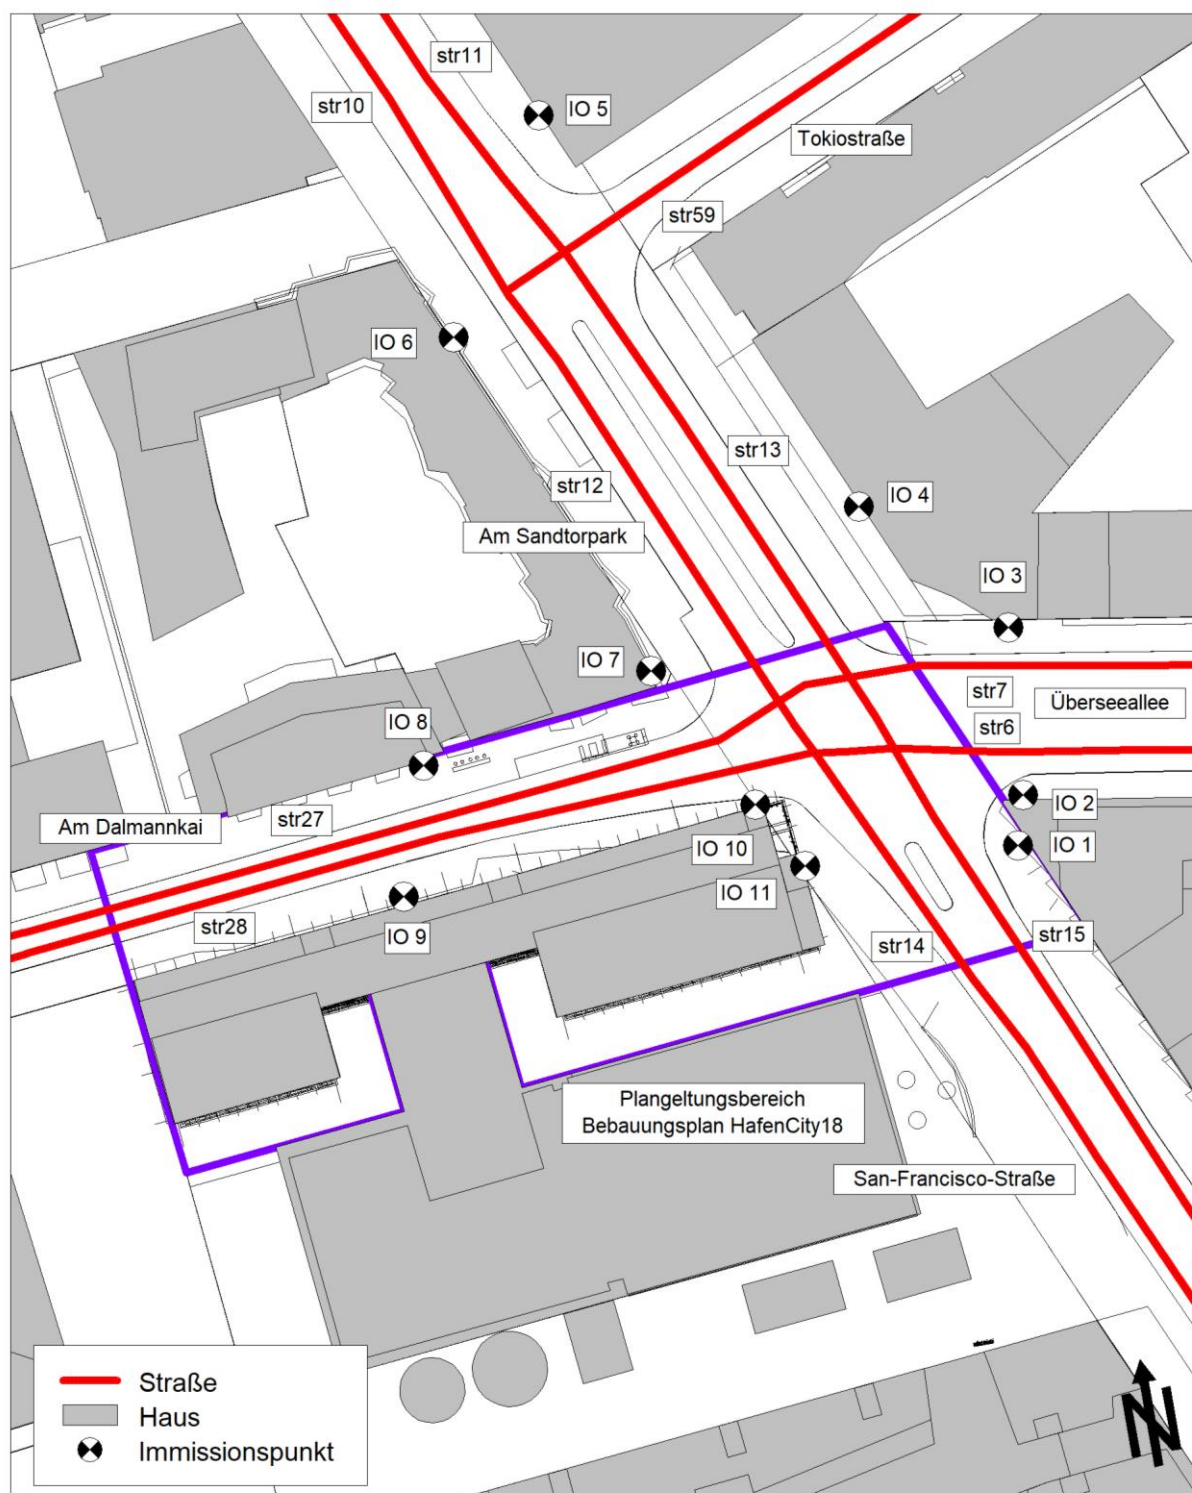 str11
str10
IO 5
Tokiostraße
str59
IO 6
str13
str12
IO 4
Am Sandtorpark
IO 3
IO 7
str7
Überseeallee
str6
IO 8
Am Dalmannkai
str27
IO 2
IO 10
IO 1
IO 11
str28
IO 9
str14
str15
Plangeltungsbereich
Bebauungsplan HafenCity18
San-Francisco-Straße
Straße
Haus
Immissionspunkt
N